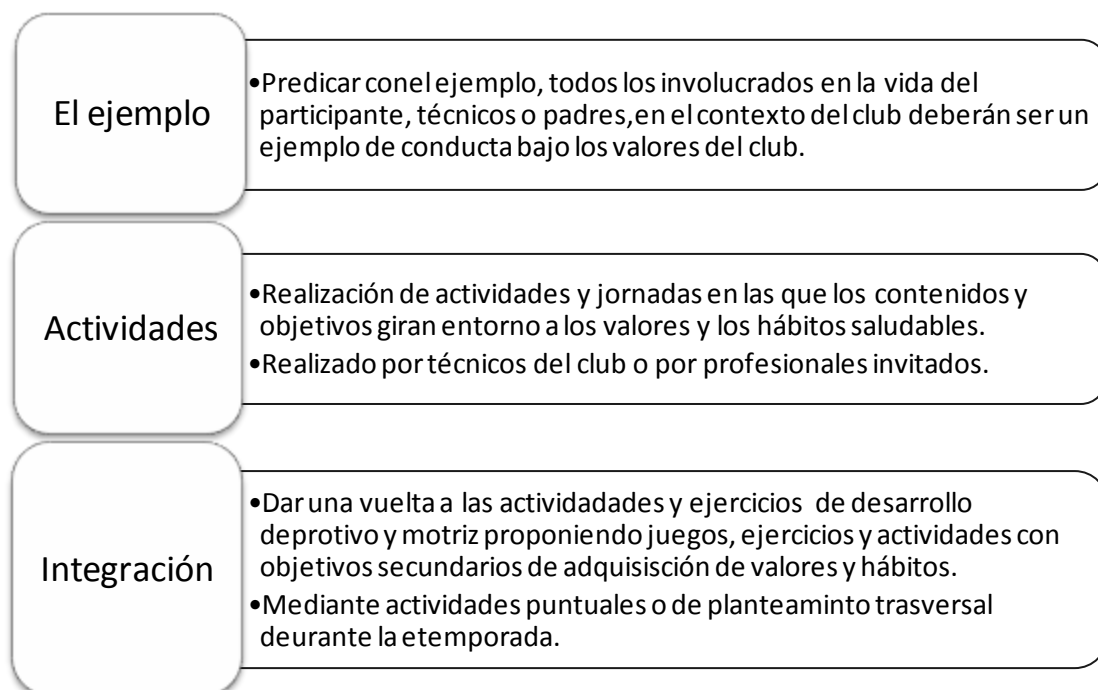 El ejemplo
•Predicar con el ejemplo, todos los involucrados en la vida del
participante, técnicos o padres, en el contexto del club deberán ser un
ejemplo de conducta bajo los valores del club.
Actividades
•Realización de actividades y jornadas en las que los contenidos y
objetivos giran entorno a los valores y los hábitos saludables.
•Realizado por técnicos del club o por profesionales invitados.
Integración
•Dar una vuelta a las actividadades y ejercicios de desarrollo
deprotivo y motriz proponiendo juegos, ejercicios y actividades con
objetivos secundarios de adquisisción de valores y hábitos.
•Mediante actividades puntuales o de planteaminto trasversal
deurante la etemporada.